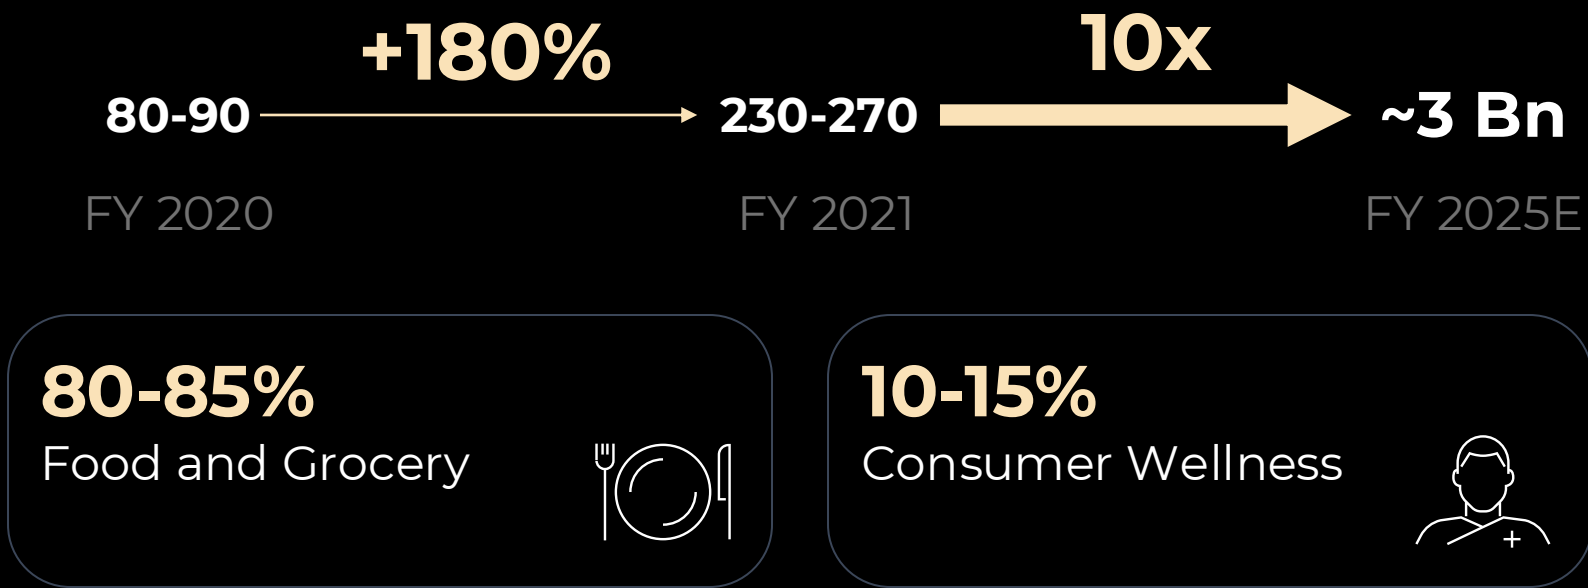 +180%
10x
80-90
230-270
~3 Bn
FY 2020
FY 2021
FY 2025E
80-85%
Food and Grocery
10-15%
Consumer Wellness